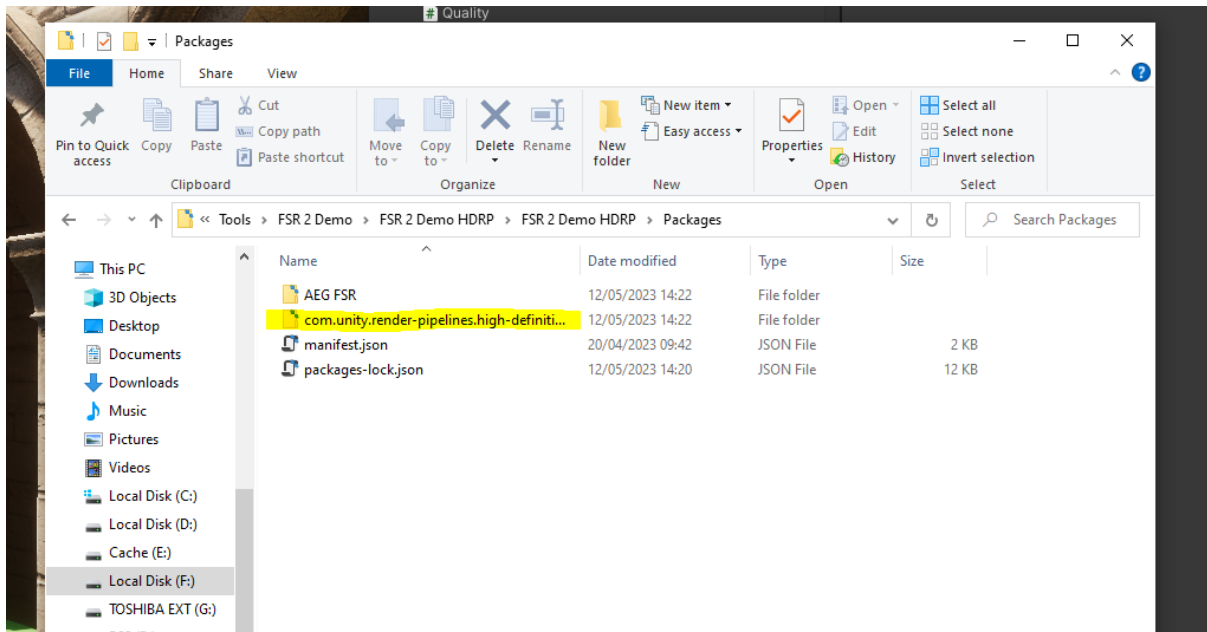 # Quality
Packages
File Home Share View
Pin to Quick access
Copy
Paste
Cut
Copy path
Paste shortcut
Clipboard
Move to
Copy to
Delete
Rename
Organize
New folder
New item
Easy access
New
Properties
Open
Edit
History
Open
Select all
Select none
Invert selection
Select
« Tools > FSR 2 Demo > FSR 2 Demo HDRP > FSR 2 Demo HDRP > Packages
Search Packages
This PC
3D Objects
Desktop
Documents
Downloads
Music
Pictures
Videos
Local Disk (C:)
Local Disk (D:)
Cache (E:)
Local Disk (F:)
TOSHIBA EXT (G:)
Name Date modified Type Size
AEG FSR 12/05/2023 14:22 File folder
com.unity.render-pipelines.high-definiti... 12/05/2023 14:22 File folder
manifest.json 20/04/2023 09:42 JSON File 2 KB
packages-lock.json 12/05/2023 14:20 JSON File 12 KB